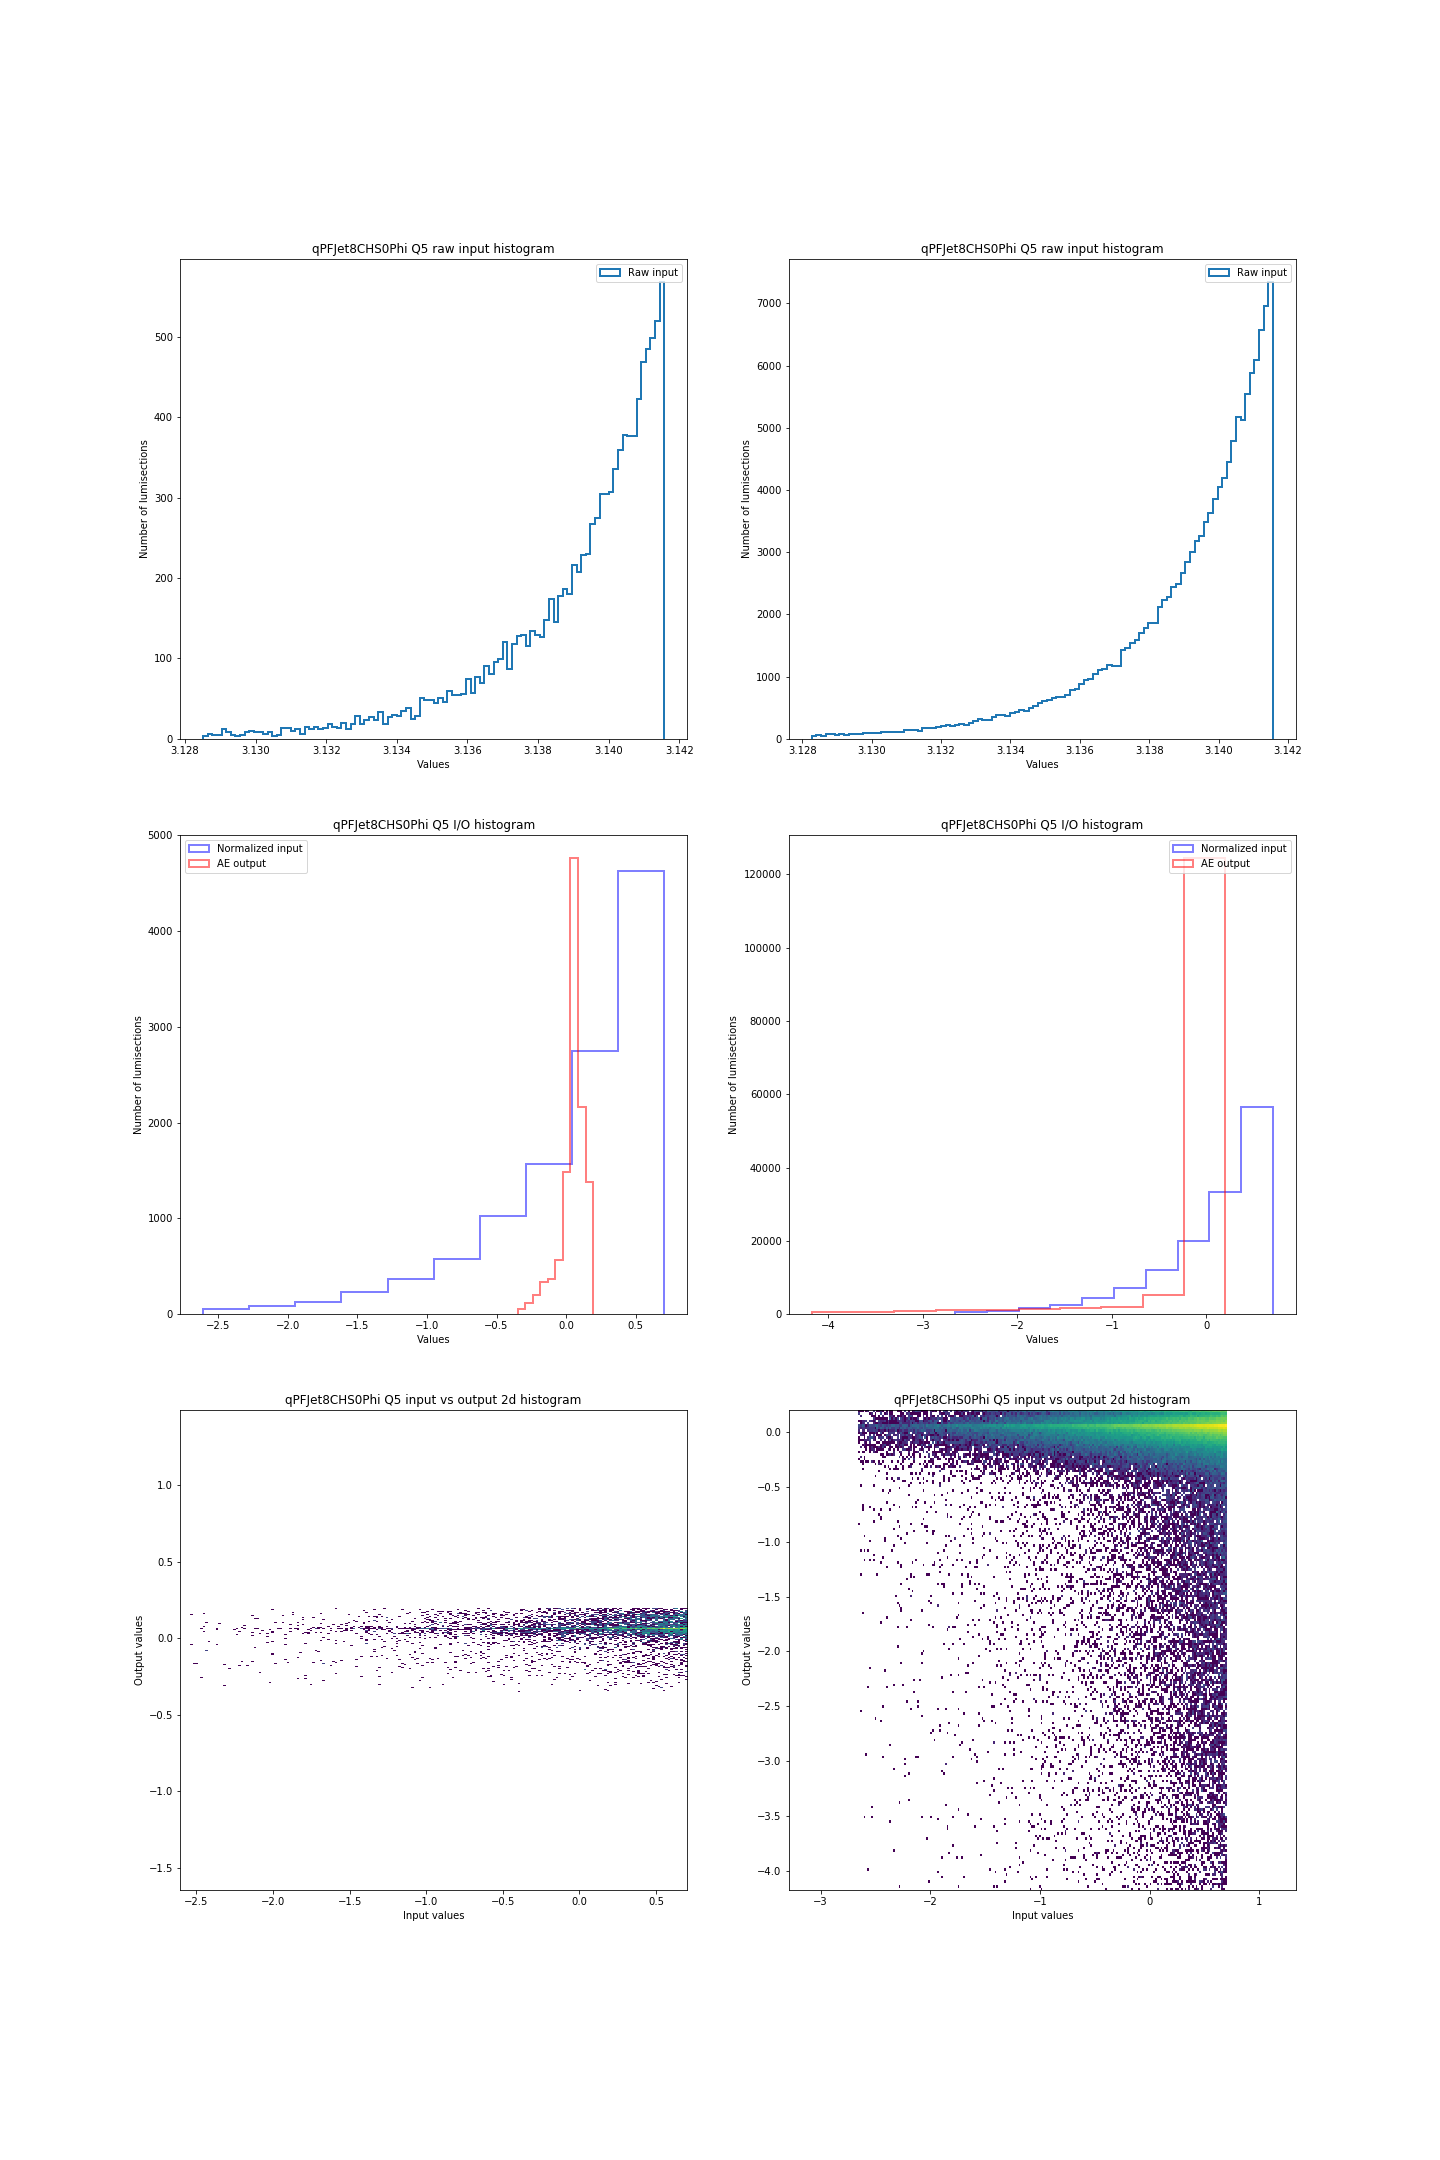 qPFJet8CHS0Phi Q5 raw input histogram
Raw input
500
400
300
200
100
0
3.128 3.130 3.132 3.134 3.136 3.138 3.140 3.142
Number of lumisections
Values
qPFJet8CHS0Phi Q5 raw input histogram
Raw input
7000
6000
5000
4000
3000
2000
1000
0
3.128 3.130 3.132 3.134 3.136 3.138 3.140 3.142
Number of lumisections
Values
qPFJet8CHS0Phi Q5 I/O histogram
Normalized input
AE output
5000
4000
3000
2000
1000
0
−2.5 −2.0 −1.5 −1.0 −0.5 0.0 0.5
Number of lumisections
Values
qPFJet8CHS0Phi Q5 I/O histogram
Normalized input
AE output
120000
100000
80000
60000
40000
20000
0
−4 −3 −2 −1 0
Number of lumisections
Values
qPFJet8CHS0Phi Q5 input vs output 2d histogram
1.0
0.5
0.0
−0.5
−1.0
−1.5
−2.5 −2.0 −1.5 −1.0 −0.5 0.0 0.5
Output values
Input values
qPFJet8CHS0Phi Q5 input vs output 2d histogram
0.0
−0.5
−1.0
−1.5
−2.0
−2.5
−3.0
−3.5
−4.0
−3 −2 −1 0 1
Output values
Input values